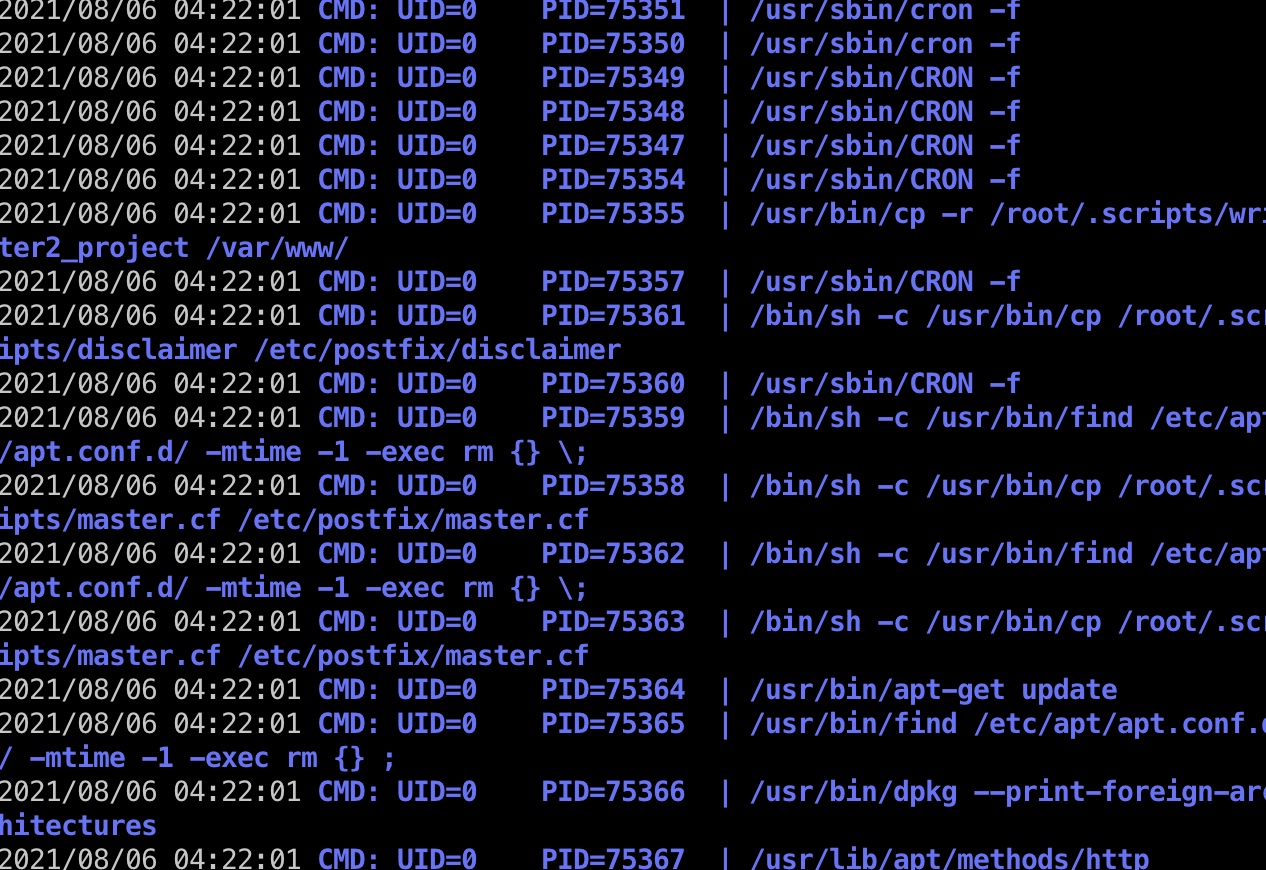 2021/08/06 04:22:01 CMD: UID=0    PID=75351  | /usr/sbin/cron -f
2021/08/06 04:22:01 CMD: UID=0    PID=75350  | /usr/sbin/cron -f
2021/08/06 04:22:01 CMD: UID=0    PID=75349  | /usr/sbin/CRON -f
2021/08/06 04:22:01 CMD: UID=0    PID=75348  | /usr/sbin/CRON -f
2021/08/06 04:22:01 CMD: UID=0    PID=75347  | /usr/sbin/CRON -f
2021/08/06 04:22:01 CMD: UID=0    PID=75354  | /usr/sbin/CRON -f
2021/08/06 04:22:01 CMD: UID=0    PID=75355  | /usr/bin/cp -r /root/.scripts/wri
ter2_project /var/www/
2021/08/06 04:22:01 CMD: UID=0    PID=75357  | /usr/sbin/CRON -f
2021/08/06 04:22:01 CMD: UID=0    PID=75361  | /bin/sh -c /usr/bin/cp /root/.scr
ipts/disclaimer /etc/postfix/disclaimer
2021/08/06 04:22:01 CMD: UID=0    PID=75360  | /usr/sbin/CRON -f
2021/08/06 04:22:01 CMD: UID=0    PID=75359  | /bin/sh -c /usr/bin/find /etc/apt
/apt.conf.d/ -mtime -1 -exec rm {} \;
2021/08/06 04:22:01 CMD: UID=0    PID=75358  | /bin/sh -c /usr/bin/cp /root/.scr
ipts/master.cf /etc/postfix/master.cf
2021/08/06 04:22:01 CMD: UID=0    PID=75362  | /bin/sh -c /usr/bin/find /etc/apt
/apt.conf.d/ -mtime -1 -exec rm {} \;
2021/08/06 04:22:01 CMD: UID=0    PID=75363  | /bin/sh -c /usr/bin/cp /root/.scr
ipts/master.cf /etc/postfix/master.cf
2021/08/06 04:22:01 CMD: UID=0    PID=75364  | /usr/bin/apt-get update
2021/08/06 04:22:01 CMD: UID=0    PID=75365  | /usr/bin/find /etc/apt/apt.conf.d
/ -mtime -1 -exec rm {} ;
2021/08/06 04:22:01 CMD: UID=0    PID=75366  | /usr/bin/dpkg --print-foreign-arc
hitectures
2021/08/06 04:22:01 CMD: UID=0    PID=75367  | /usr/lib/apt/methods/http